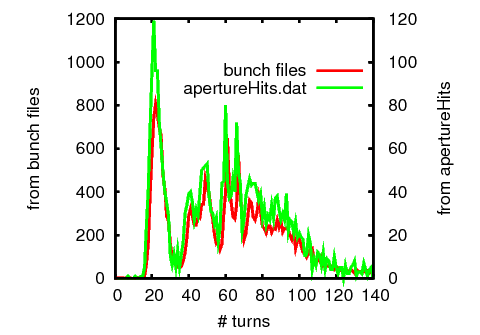 1200
1000
800
600
400
200
0
120
100
80
60
40
20
0
0 20 40 60 80 100 120 140
from bunch files
from apertureHits
# turns
bunch files
apertureHits.dat